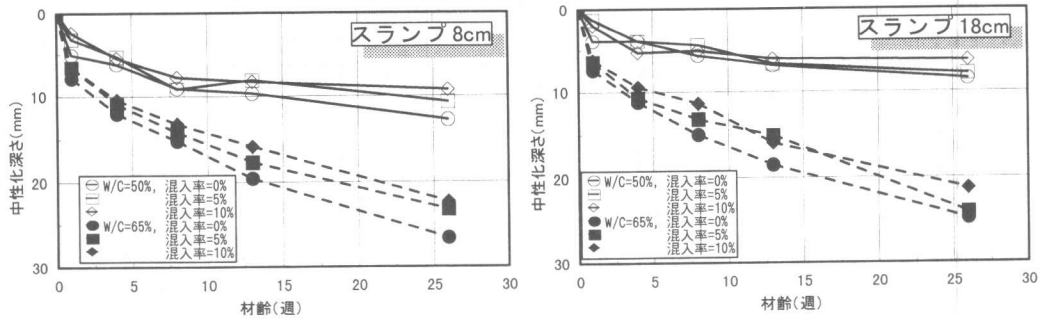 スランプ 8cm
0
10
20
30
中性化深さ(mm)
W/C=50%, 混入率=0%
混入率=5%
混入率=10%
W/C=65%, 混入率=0%
混入率=5%
混入率=10%
0 5 10 15 20 25 30
材齢(週)
スランプ 18cm
0
10
20
30
中性化深さ(mm)
W/C=50%, 混入率=0%
混入率=5%
混入率=10%
W/C=65%, 混入率=0%
混入率=5%
混入率=10%
0 5 10 15 20 25 30
材齢(週)